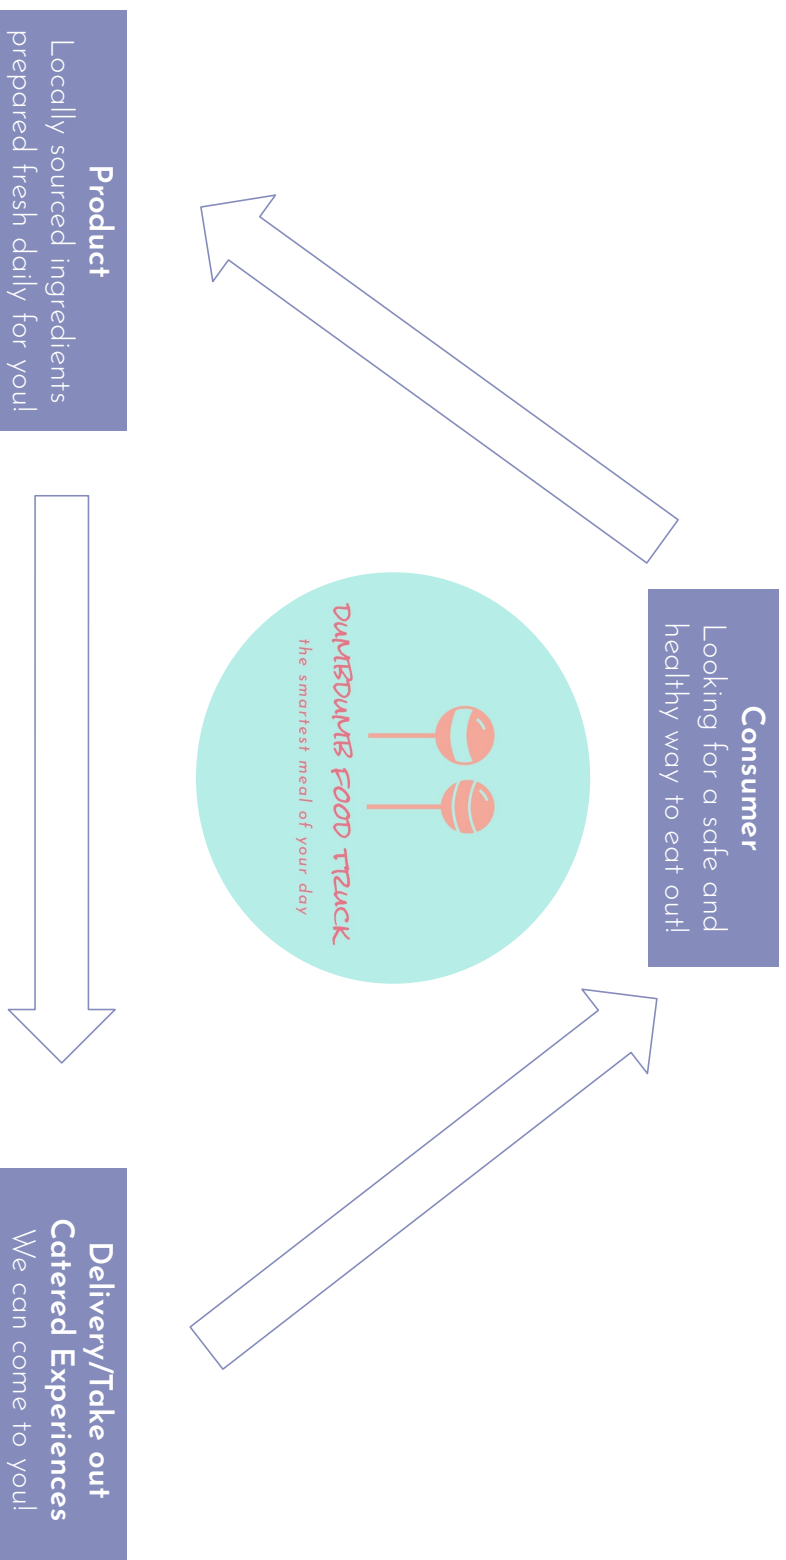 Consumer
Looking for a safe and
healthy way to eat out!
DUMBDUMB FOOD TRUCK
the smartest meal of your day
Product
Locally sourced ingredients
prepared fresh daily for you!
Delivery/Take out
Catered Experiences
We can come to you!